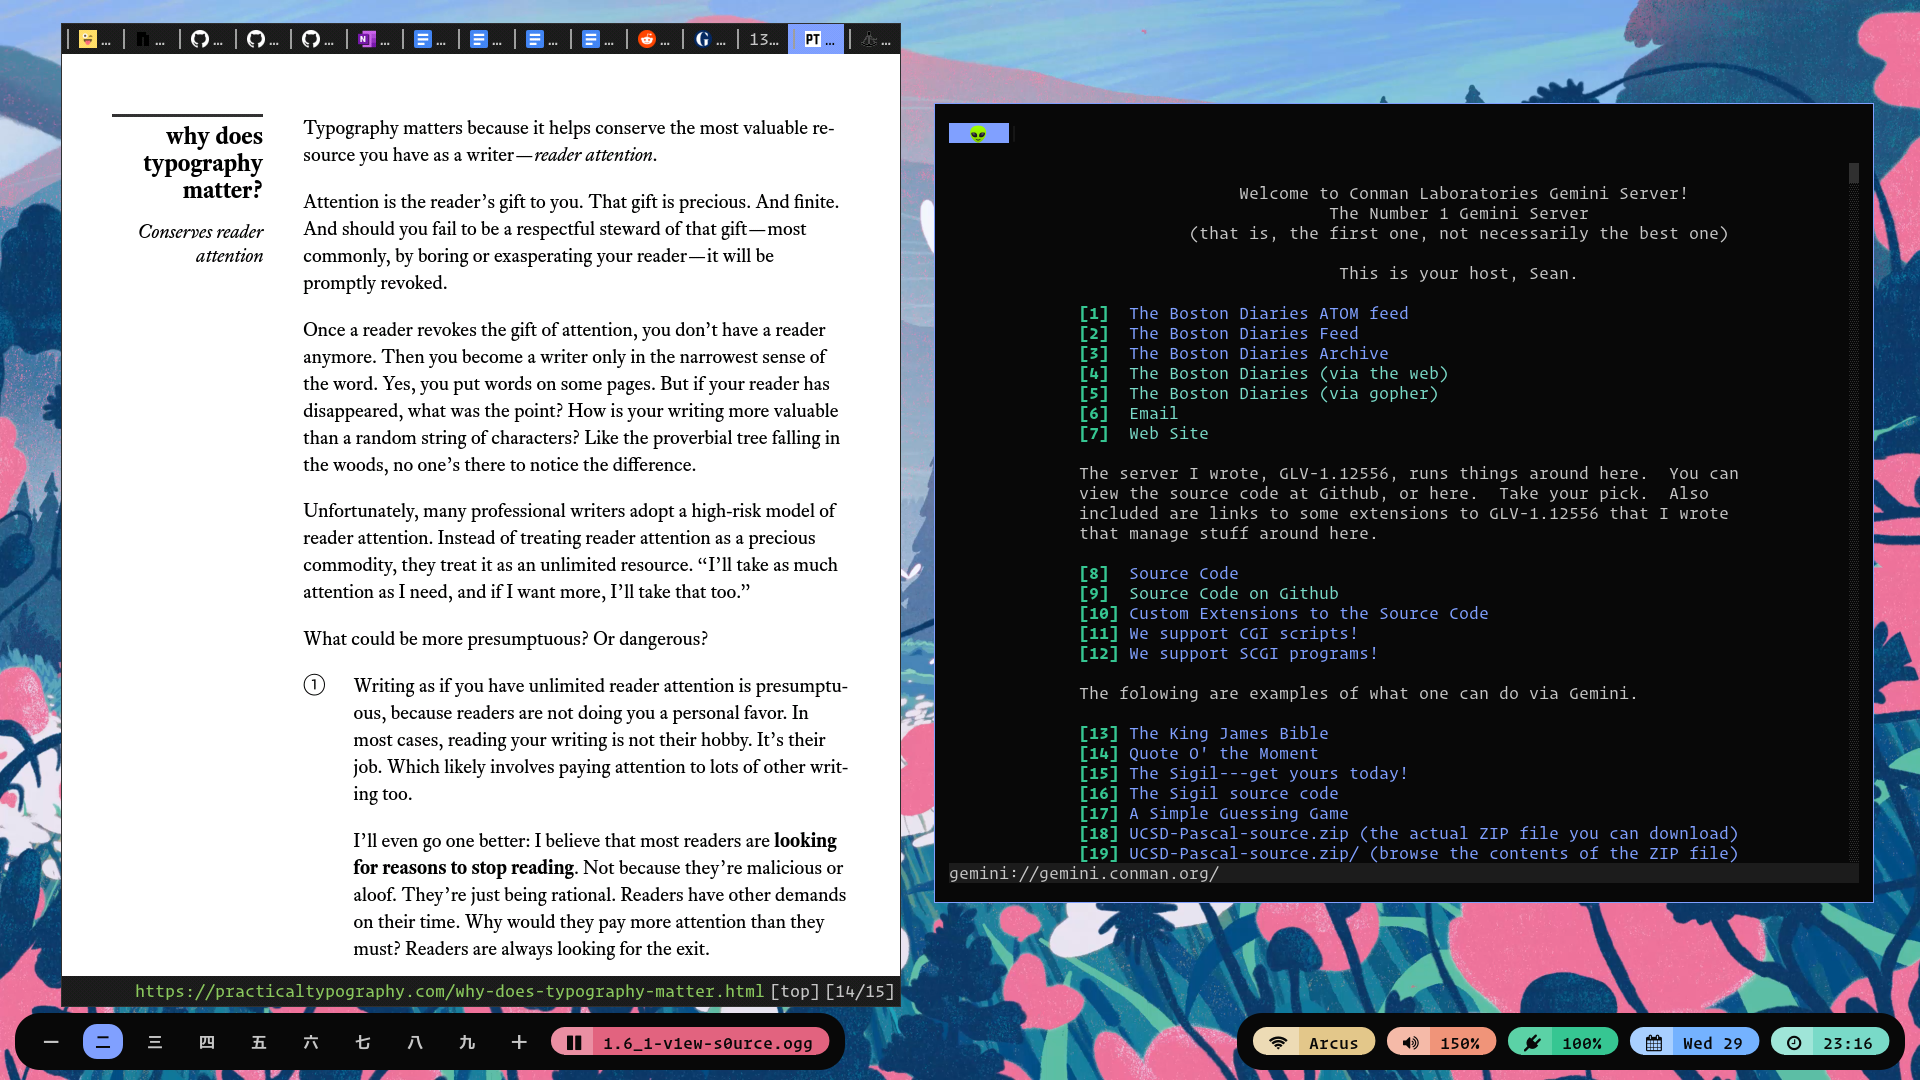 … … … … … … … … … … … … 13… PT … …
why does
typography
matter?
Conserves reader
attention
Typography matters because it helps conserve the most valuable re-
source you have as a writer—reader attention.
Attention is the reader’s gift to you. That gift is precious. And finite.
And should you fail to be a respectful steward of that gift—most
commonly, by boring or exasperating your reader—it will be
promptly revoked.
Once a reader revokes the gift of attention, you don’t have a reader
anymore. Then you become a writer only in the narrowest sense of
the word. Yes, you put words on some pages. But if your reader has
disappeared, what was the point? How is your writing more valuable
than a random string of characters? Like the proverbial tree falling in
the woods, no one’s there to notice the difference.
Unfortunately, many professional writers adopt a high-risk model of
reader attention. Instead of treating reader attention as a precious
commodity, they treat it as an unlimited resource. “I’ll take as much
attention as I need, and if I want more, I’ll take that too.”
What could be more presumptuous? Or dangerous?
① Writing as if you have unlimited reader attention is presumptu-
ous, because readers are not doing you a personal favor. In
most cases, reading your writing is not their hobby. It’s their
job. Which likely involves paying attention to lots of other writ-
ing too.
I’ll even go one better: I believe that most readers are looking
for reasons to stop reading. Not because they’re malicious or
aloof. They’re just being rational. Readers have other demands
on their time. Why would they pay more attention than they
must? Readers are always looking for the exit.
https://practicaltypography.com/why-does-typography-matter.html [top] [14/15]
Welcome to Conman Laboratories Gemini Server!
The Number 1 Gemini Server
(that is, the first one, not necessarily the best one)
This is your host, Sean.
[1] The Boston Diaries ATOM feed
[2] The Boston Diaries Feed
[3] The Boston Diaries Archive
[4] The Boston Diaries (via the web)
[5] The Boston Diaries (via gopher)
[6] Email
[7] Web Site
The server I wrote, GLV-1.12556, runs things around here. You can
view the source code at Github, or here. Take your pick. Also
included are links to some extensions to GLV-1.12556 that I wrote
that manage stuff around here.
[8] Source Code
[9] Source Code on Github
[10] Custom Extensions to the Source Code
[11] We support CGI scripts!
[12] We support SCGI programs!
The folowing are examples of what one can do via Gemini.
[13] The King James Bible
[14] Quote O' the Moment
[15] The Sigil---get yours today!
[16] The Sigil source code
[17] A Simple Guessing Game
[18] UCSD-Pascal-source.zip (the actual ZIP file you can download)
[19] UCSD-Pascal-source.zip/ (browse the contents of the ZIP file)
gemini://gemini.conman.org/
一 二 三 四 五 六 七 八 九 十 1.6_1-v1ew-s0urce.ogg
Arcus 150% 100% Wed 29 23:16